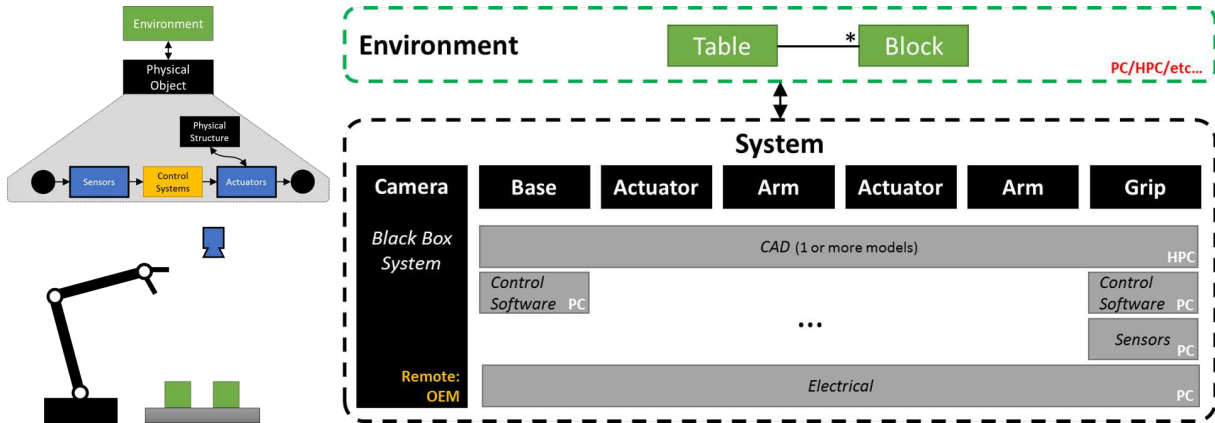 Environment
Physical
Object
Physical
Structure
Sensors
Control
Systems
Actuators
Environment
Table
*
Block
PC/HPC/etc...
System
Camera
Base
Actuator
Arm
Actuator
Arm
Grip
Black Box
System
CAD (1 or more models)
HPC
Control
Software
PC
Control
Software
PC
...
Sensors
PC
Remote:
OEM
Electrical
PC